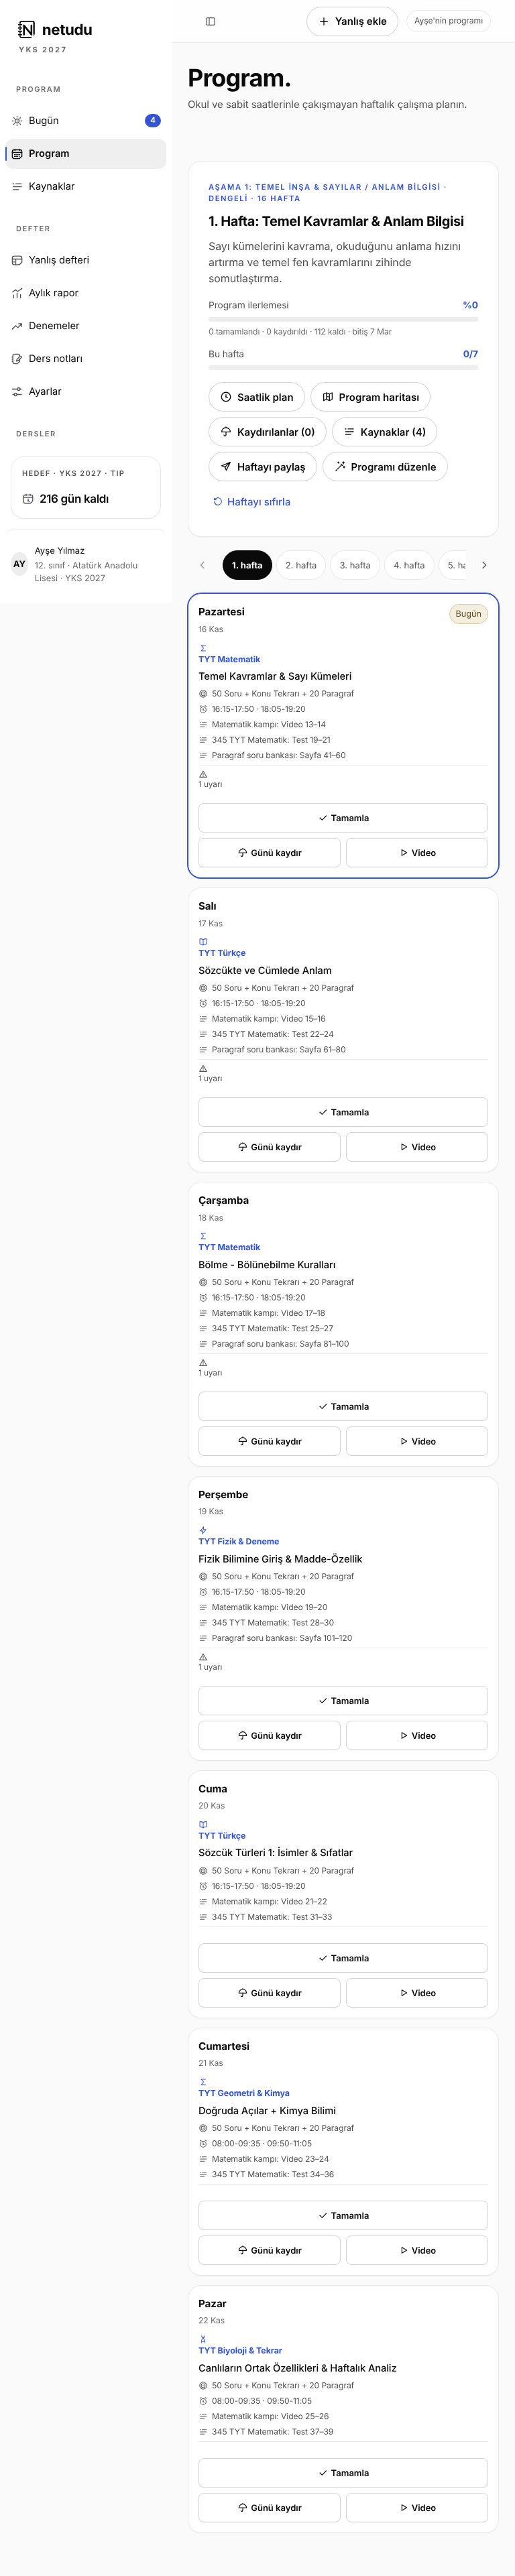 netudu
YKS 2027
PROGRAM
Bugün
4
Program
Kaynaklar
DEFTER
Yanlış defteri
Aylık rapor
Denemeler
Ders notları
Ayarlar
DERSLER
HEDEF · YKS 2027 · TIP
216 gün kaldı
AY
Ayşe Yılmaz
12. sınıf · Atatürk Anadolu
Lisesi · YKS 2027
Yanlış ekle
Ayşe'nin programı
Program.
Okul ve sabit saatlerinle çakışmayan haftalık çalışma planın.
AŞAMA 1: TEMEL İNŞA & SAYILAR / ANLAM BİLGİSİ ·
DENGELİ · 16 HAFTA
1. Hafta: Temel Kavramlar & Anlam Bilgisi
Sayı kümelerini kavrama, okuduğunu anlama hızını
artırma ve temel fen kavramlarını zihinde
somutlaştırma.
Program ilerlemesi
%0
0 tamamlandı · 0 kaydırıldı · 112 kaldı · bitiş 7 Mar
Bu hafta
0/7
Saatlik plan
Program haritası
Kaydırılanlar (0)
Kaynaklar (4)
Haftayı paylaş
Programı düzenle
Haftayı sıfırla
1. hafta
2. hafta
3. hafta
4. hafta
5. ha
Pazartesi
Bugün
16 Kas
TYT Matematik
Temel Kavramlar & Sayı Kümeleri
50 Soru + Konu Tekrarı + 20 Paragraf
16:15-17:50 · 18:05-19:20
Matematik kampı: Video 13–14
345 TYT Matematik: Test 19–21
Paragraf soru bankası: Sayfa 41–60
1 uyarı
Tamamla
Günü kaydır
Video
Salı
17 Kas
TYT Türkçe
Sözcükte ve Cümlede Anlam
50 Soru + Konu Tekrarı + 20 Paragraf
16:15-17:50 · 18:05-19:20
Matematik kampı: Video 15–16
345 TYT Matematik: Test 22–24
Paragraf soru bankası: Sayfa 61–80
1 uyarı
Tamamla
Günü kaydır
Video
Çarşamba
18 Kas
TYT Matematik
Bölme - Bölünebilme Kuralları
50 Soru + Konu Tekrarı + 20 Paragraf
16:15-17:50 · 18:05-19:20
Matematik kampı: Video 17–18
345 TYT Matematik: Test 25–27
Paragraf soru bankası: Sayfa 81–100
1 uyarı
Tamamla
Günü kaydır
Video
Perşembe
19 Kas
TYT Fizik & Deneme
Fizik Bilimine Giriş & Madde-Özellik
50 Soru + Konu Tekrarı + 20 Paragraf
16:15-17:50 · 18:05-19:20
Matematik kampı: Video 19–20
345 TYT Matematik: Test 28–30
Paragraf soru bankası: Sayfa 101–120
1 uyarı
Tamamla
Günü kaydır
Video
Cuma
20 Kas
TYT Türkçe
Sözcük Türleri 1: İsimler & Sıfatlar
50 Soru + Konu Tekrarı + 20 Paragraf
16:15-17:50 · 18:05-19:20
Matematik kampı: Video 21–22
345 TYT Matematik: Test 31–33
Tamamla
Günü kaydır
Video
Cumartesi
21 Kas
TYT Geometri & Kimya
Doğruda Açılar + Kimya Bilimi
50 Soru + Konu Tekrarı + 20 Paragraf
08:00-09:35 · 09:50-11:05
Matematik kampı: Video 23–24
345 TYT Matematik: Test 34–36
Tamamla
Günü kaydır
Video
Pazar
22 Kas
TYT Biyoloji & Tekrar
Canlıların Ortak Özellikleri & Haftalık Analiz
50 Soru + Konu Tekrarı + 20 Paragraf
08:00-09:35 · 09:50-11:05
Matematik kampı: Video 25–26
345 TYT Matematik: Test 37–39
Tamamla
Günü kaydır
Video